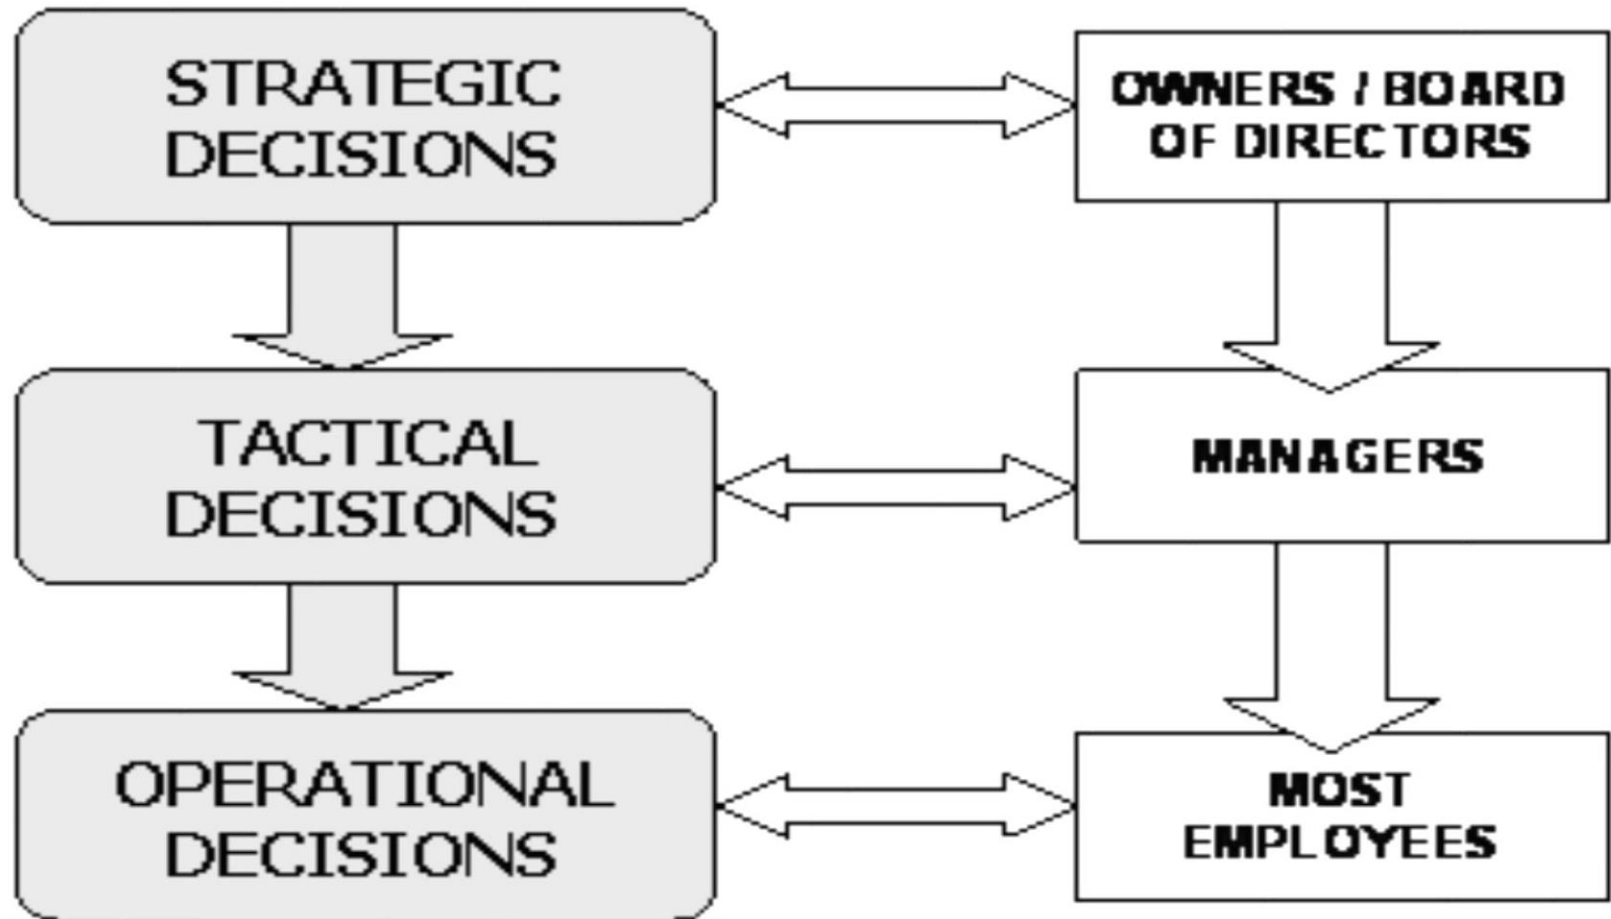 STRATEGIC
DECISIONS
OWNERS / BOARD
OF DIRECTORS
TACTICAL
DECISIONS
MANAGERS
OPERATIONAL
DECISIONS
MOST
EMPLOYEES